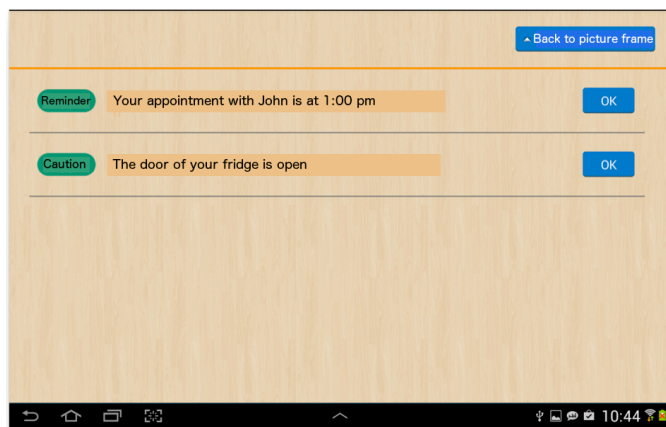 Back to picture frame
Reminder Your appointment with John is at 1:00 pm OK
Caution The door of your fridge is open OK
10:44